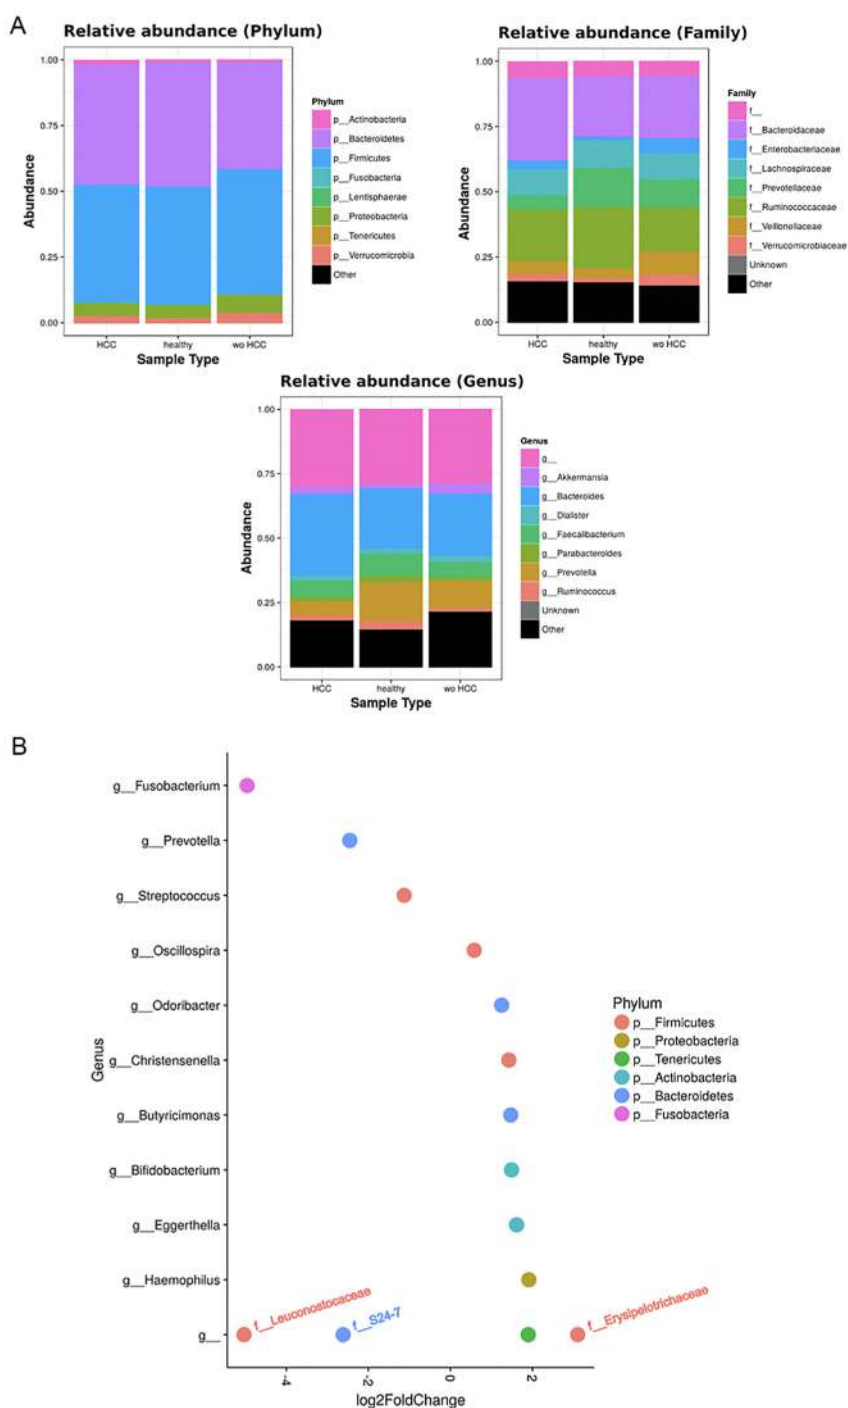 A
Relative abundance (Phylum)
Abundance
1.00
0.75
0.50
0.25
0.00
HCC healthy wo HCC
Sample Type
Phylum
p__Actinobacteria
p__Bacteroidetes
p__Firmicutes
p__Fusobacteria
p__Lentisphaerae
p__Proteobacteria
p__Tenericutes
p__Verrucomicrobia
Other
Relative abundance (Family)
Abundance
1.00
0.75
0.50
0.25
0.00
HCC healthy wo HCC
Sample Type
Family
f__
f__Bacteroidaceae
f__Enterobacteriaceae
f__Lachnospiraceae
f__Prevotellaceae
f__Ruminococcaceae
f__Veillonellaceae
f__Verrucomicrobiaceae
Unknown
Other
Relative abundance (Genus)
Abundance
1.00
0.75
0.50
0.25
0.00
HCC healthy wo HCC
Sample Type
Genus
g__
g__Akkermansia
g__Bacteroides
g__Dialister
g__Faecalibacterium
g__Parabacteroides
g__Prevotella
g__Ruminococcus
Unknown
Other
B
Genus
g__Fusobacterium
g__Prevotella
g__Streptococcus
g__Oscillospira
g__Odoribacter
g__Christensenella
g__Butyricimonas
g__Bifidobacterium
g__Eggerthella
g__Haemophilus
g__
f__Leuconostocaceae
f__S24-7
f__Erysipelotrichaceae
-4 -2 0 2
log2FoldChange
Phylum
p__Firmicutes
p__Proteobacteria
p__Tenericutes
p__Actinobacteria
p__Bacteroidetes
p__Fusobacteria